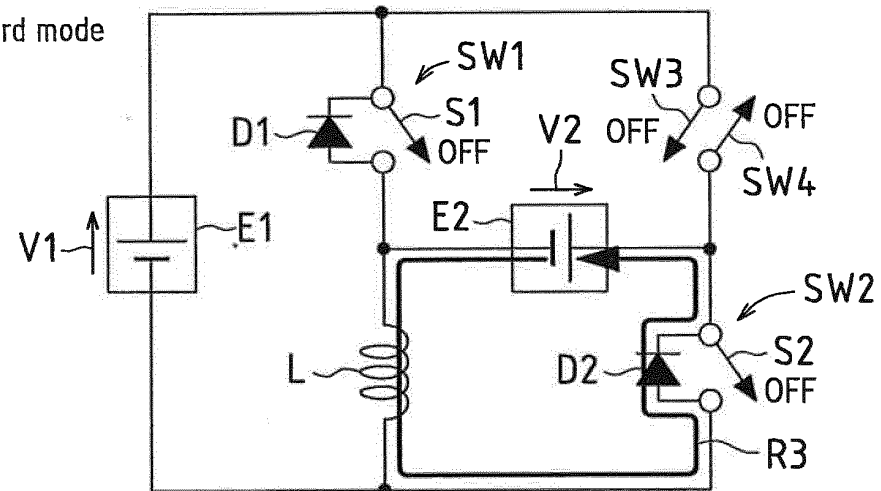 rd mode
SW1
SW3
S1
D1
OFF
V2
OFF
OFF
SW4
E2
V1
E1
SW2
S2
L
D2
OFF
R3